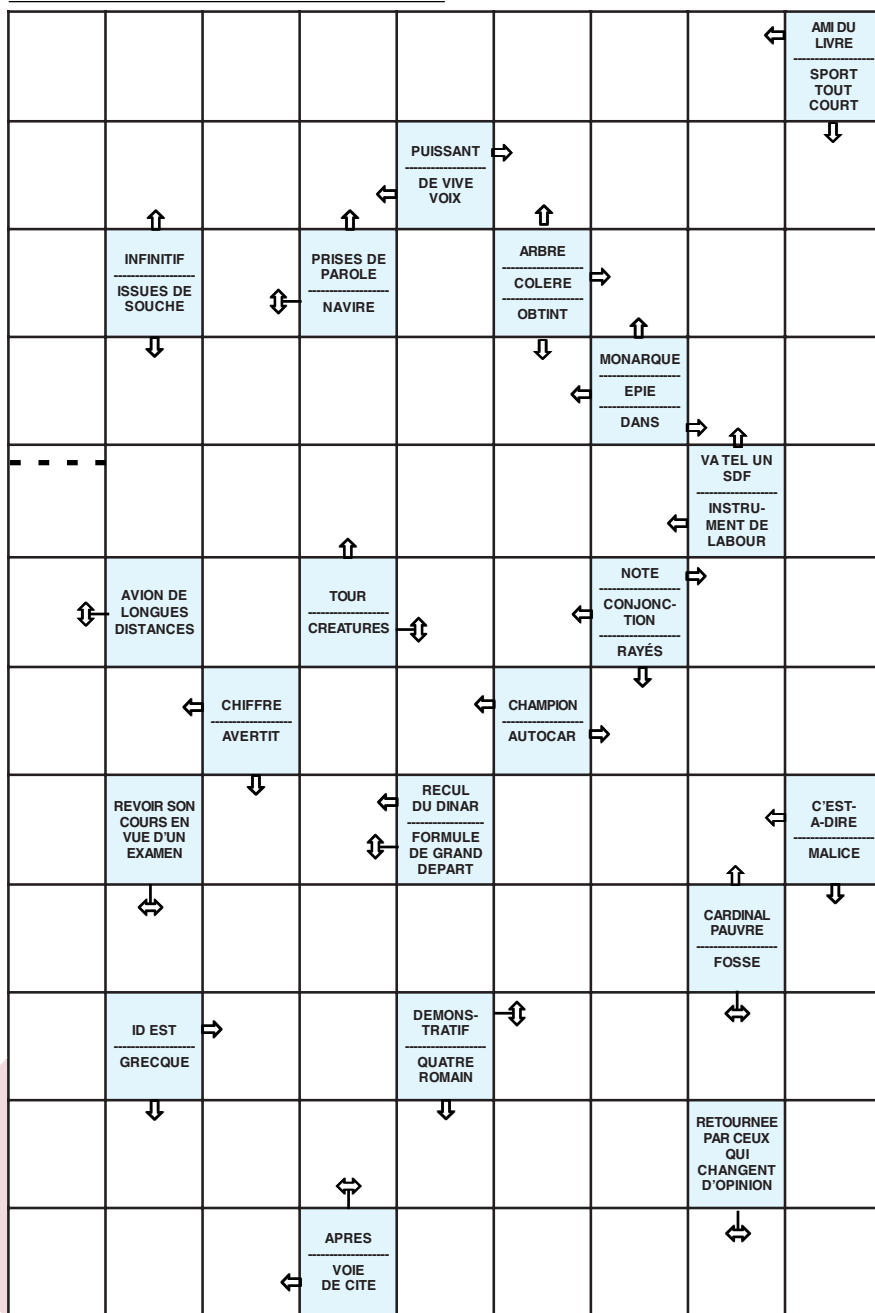 AMI DU
LIVRE
SPORT
TOUT
COURT
PUISSANT
DE VIVE
VOIX
INFINITIF
ISSUES DE
SOUCHE
PRISES DE
PAROLE
NAVIRE
ARBRE
COLERE
OBTINT
MONARQUE
EPIE
DANS
VA TEL UN
SDF
INSTRU-
MENT DE
LABOUR
AVION DE
LONGUES
DISTANCES
TOUR
CREATURES
NOTE
CONJONC-
TION
RAYÉS
CHIFFRE
AVERTIT
CHAMPION
AUTOCAR
REVOIR SON
COURS EN
VUE D'UN
EXAMEN
RECUL
DU DINAR
FORMULE
DE GRAND
DEPART
C'EST-
A-DIRE
MALICE
CARDINAL
PAUVRE
FOSSE
ID EST
GRECQUE
DEMONS-
TRATIF
QUATRE
ROMAIN
RETOURNEE
PAR CEUX
QUI
CHANGENT
D'OPINION
APRES
VOIE
DE CITE